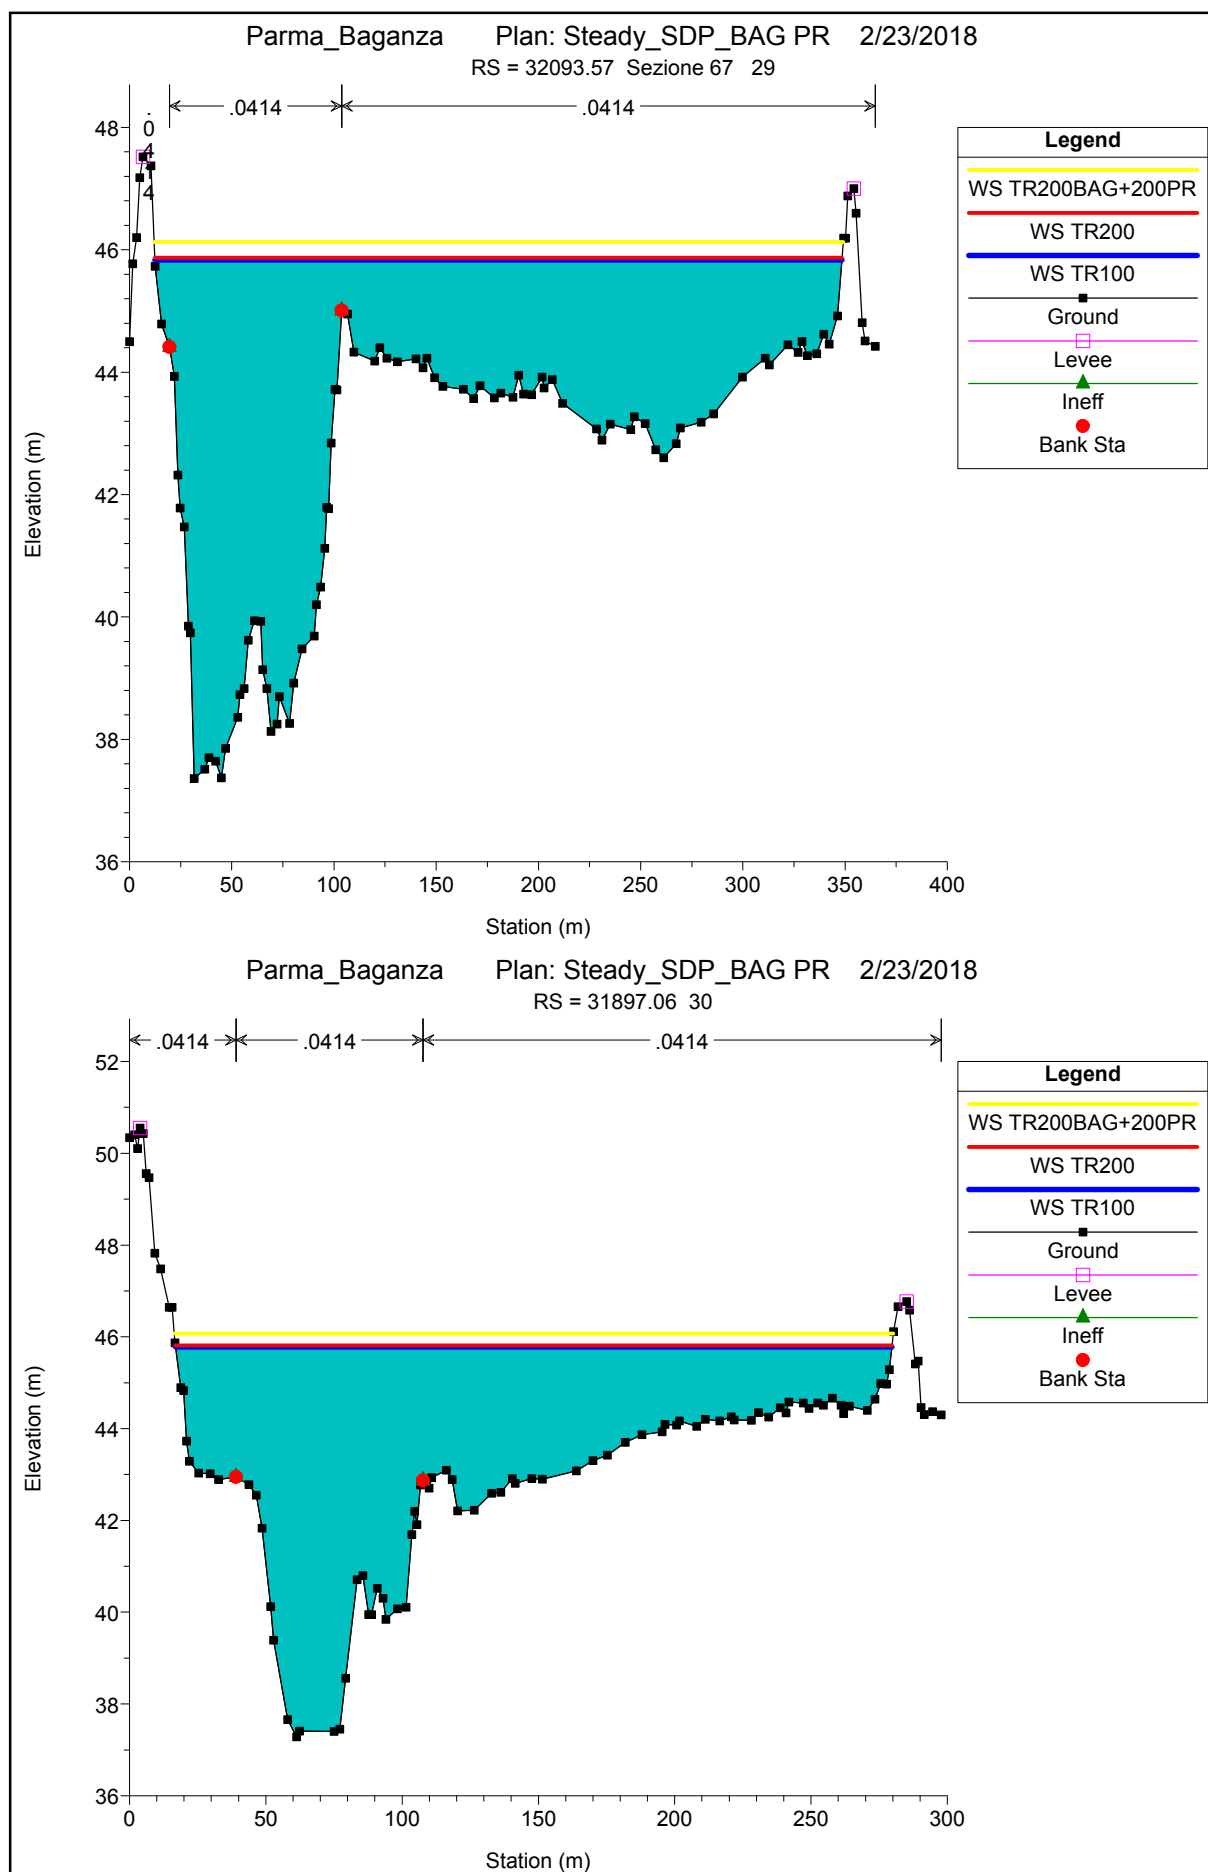 Parma_Baganza Plan: Steady_SDP_BAG PR 2/23/2018
RS = 32093.57 Sezione 67 29
.0414
.0414
.0414
48
46
44
42
40
38
36
0 50 100 150 200 250 300 350 400
Station (m)
Elevation (m)
Legend
WS TR200BAG+200PR
WS TR200
WS TR100
Ground
Levee
Ineff
Bank Sta
Parma_Baganza Plan: Steady_SDP_BAG PR 2/23/2018
RS = 31897.06 30
.0414 .0414 .0414
52
50
48
46
44
42
40
38
36
0 50 100 150 200 250 300
Station (m)
Elevation (m)
Legend
WS TR200BAG+200PR
WS TR200
WS TR100
Ground
Levee
Ineff
Bank Sta